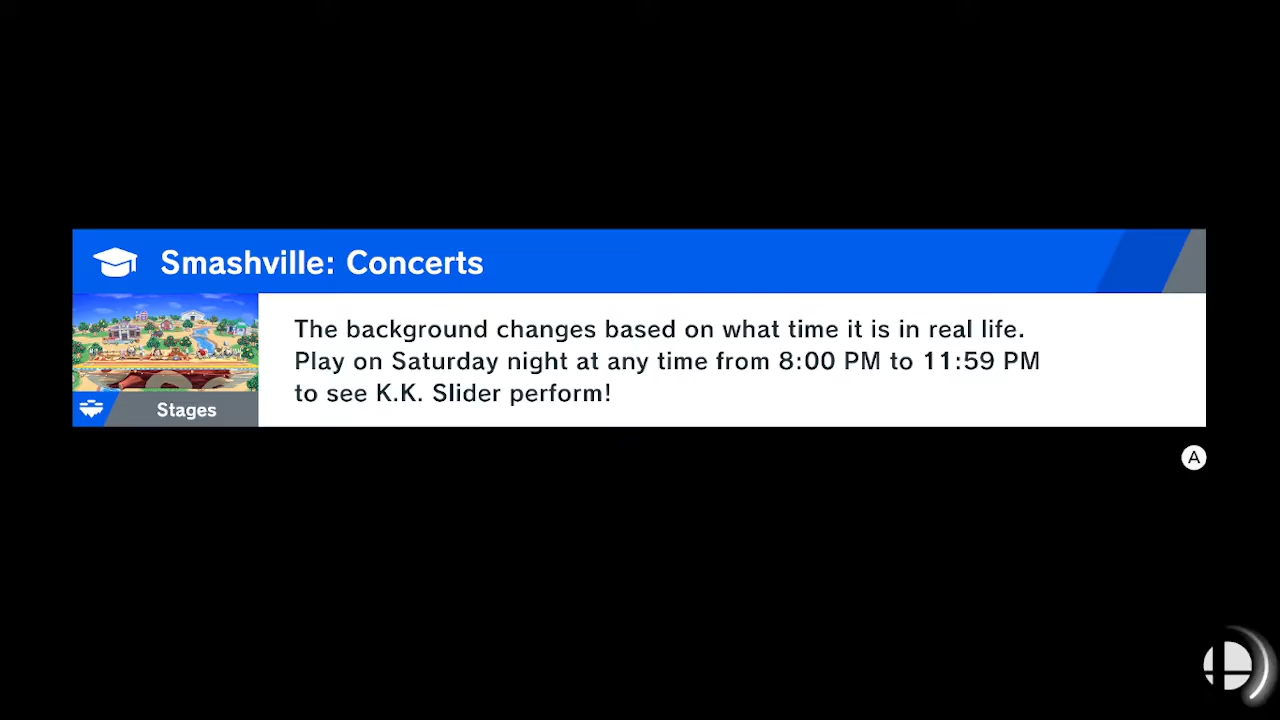 Smashville: Concerts
The background changes based on what time it is in real life.
Play on Saturday night at any time from 8:00 PM to 11:59 PM
to see K.K. Slider perform!
Stages
A